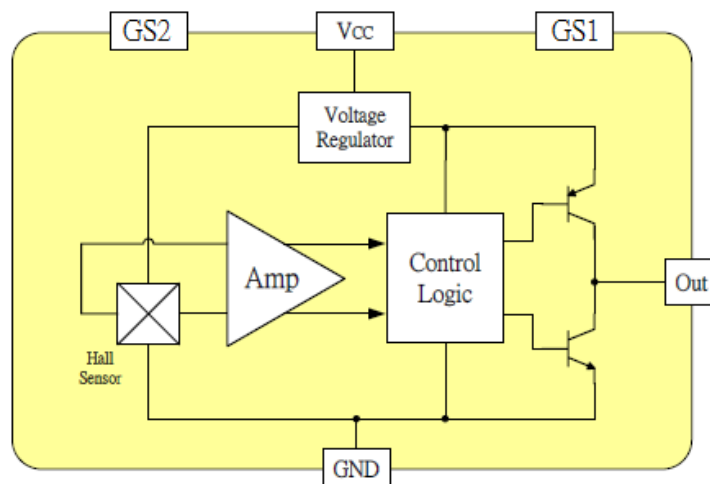 GS2
Vcc
GS1
Voltage
Regulator
Amp
Control
Logic
Out
Hall
Sensor
GND